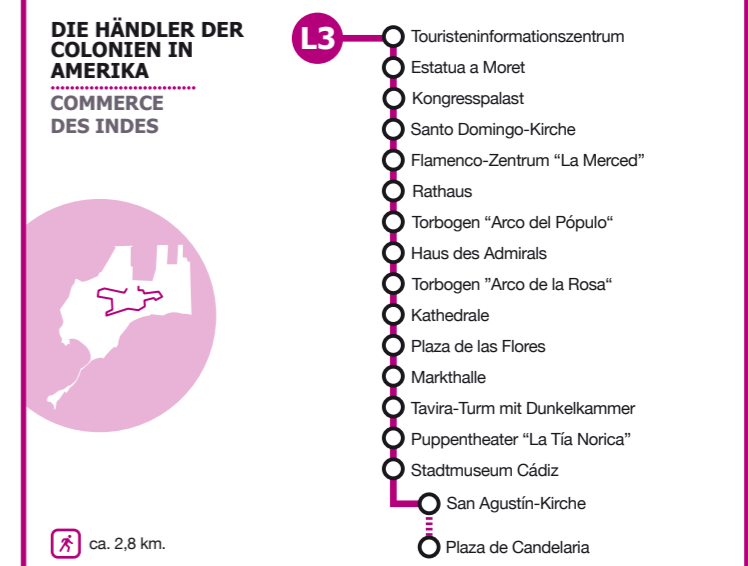 DIE HÄNDLER DER
COLONIEN IN
AMERIKA
COMMERCE
DES INDES
L3
Touristeninformationszentrum
Estatua a Moret
Kongresspalast
Santo Domingo-Kirche
Flamenco-Zentrum “La Merced”
Rathaus
Torbogen “Arco del Pópulo“
Haus des Admirals
Torbogen ”Arco de la Rosa“
Kathedrale
Plaza de las Flores
Markthalle
Tavira-Turm mit Dunkelkammer
Puppentheater “La Tía Norica”
Stadtmuseum Cádiz
San Agustín-Kirche
Plaza de Candelaria
ca. 2,8 km.